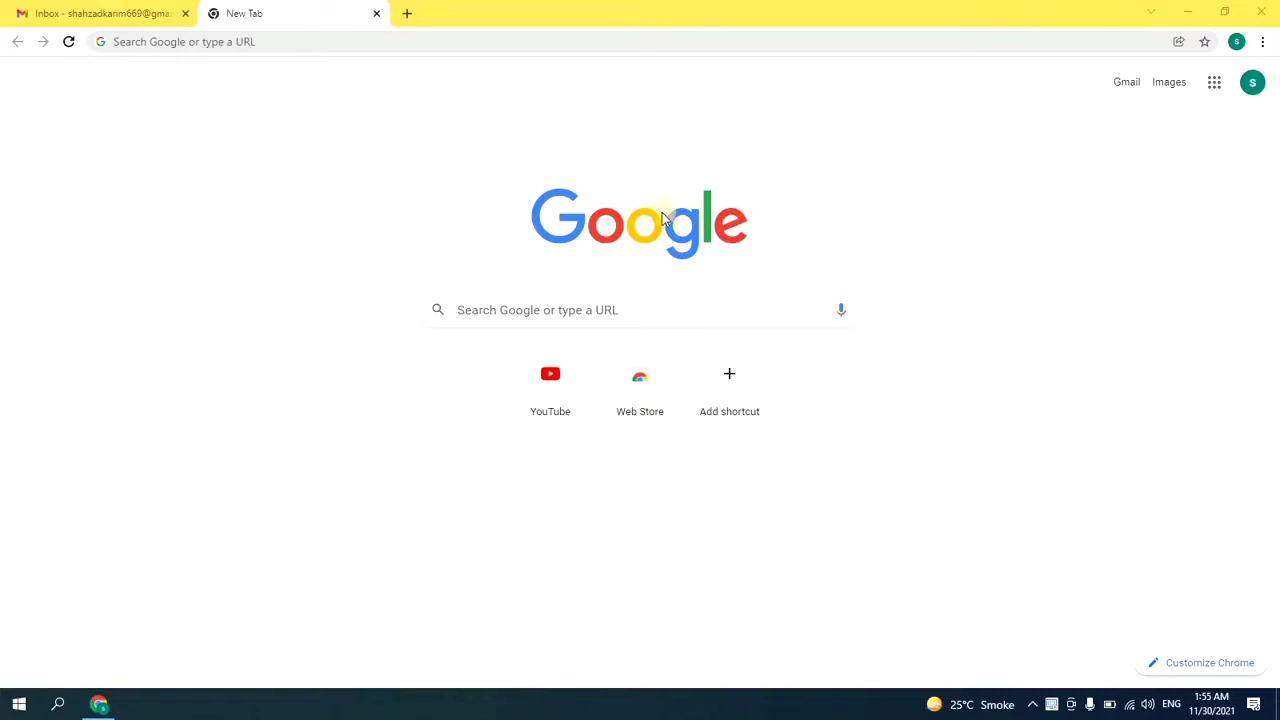 Inbox - shahzadkarim669@gma
New Tab
Search Google or type a URL
s
Gmail
Images
s
Google
Search Google or type a URL
YouTube
Web Store
Add shortcut
Customize Chrome
25°C Smoke
ENG
1:55 AM
11/30/2021